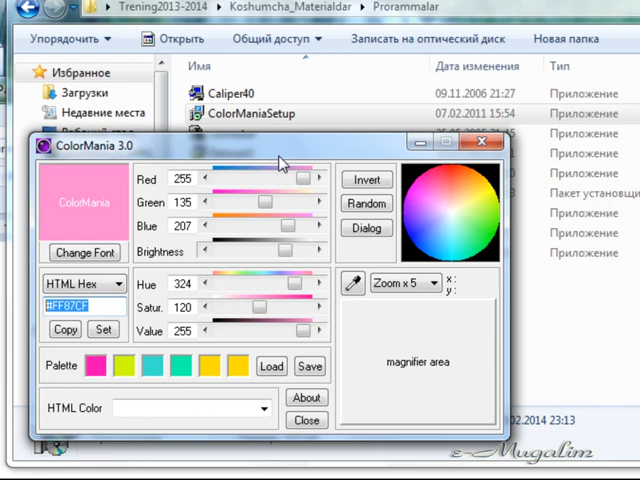 Trening2013-2014 Koshumcha_Materialdar Prorammalar
Упорядочить Открыть Общий доступ Записать на оптический диск Новая папка
Избранное
Загрузки
Недавние места
Имя Дата изменения Тип
Caliper40 09.11.2006 21:27 Приложение
ColorManiaSetup 07.02.2011 15:54 Приложение
Приложение
Приложение
Приложение
Пакет установщи
Приложение
Приложение
Приложение
ColorMania 3.0
ColorMania
Change Font
Red 255
Green 135
Blue 207
Brightness
Invert
Random
Dialog
HTML Hex
#FF87CF
Copy Set
Hue 324
Satur. 120
Value 255
Zoom x 5 x :
y :
magnifier area
Palette Load Save
HTML Color
About
Close
02.2014 23:13
e-Mugalim